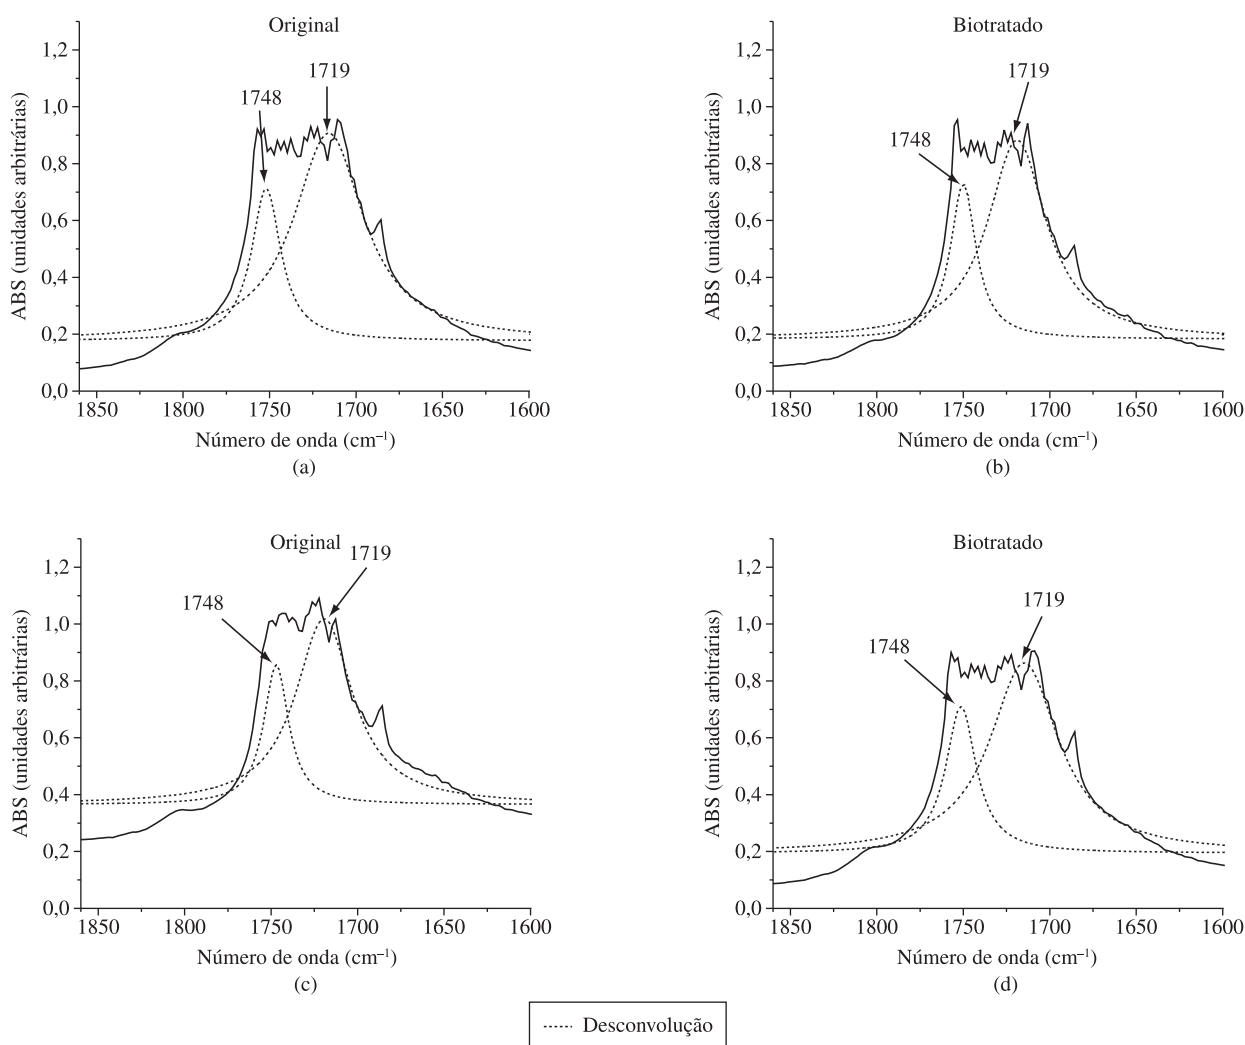 Original
ABS (unidades arbitrárias)
1,2
1,0
0,8
0,6
0,4
0,2
0,0
1748
1719
1850 1800 1750 1700 1650 1600
Número de onda (cm⁻¹)
(a)
Biotratado
ABS (unidades arbitrárias)
1,2
1,0
0,8
0,6
0,4
0,2
0,0
1748
1719
1850 1800 1750 1700 1650 1600
Número de onda (cm⁻¹)
(b)
Original
ABS (unidades arbitrárias)
1,2
1,0
0,8
0,6
0,4
0,2
0,0
1748
1719
1850 1800 1750 1700 1650 1600
Número de onda (cm⁻¹)
(c)
Biotratado
ABS (unidades arbitrárias)
1,2
1,0
0,8
0,6
0,4
0,2
0,0
1748
1719
1850 1800 1750 1700 1650 1600
Número de onda (cm⁻¹)
(d)
Desconvolução